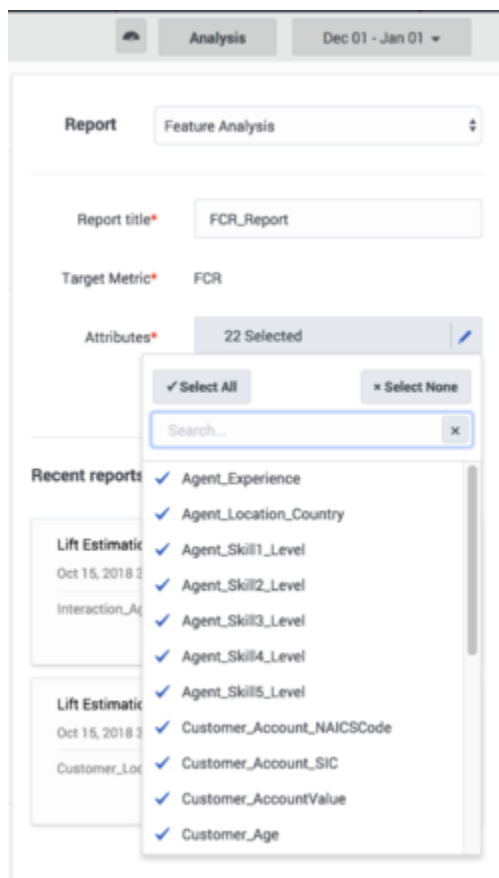 Analysis
Dec 01 - Jan 01
Report
Feature Analysis
Report title*
FCR_Report
Target Metric*
FCR
Attributes*
22 Selected
✓ Select All
× Select None
Search...
×
Recent reports
Agent_Experience
Agent_Location_Country
Lift Estimatic
Agent_Skill1_Level
Oct 15, 2018 3
Agent_Skill2_Level
Interaction_Ag
Agent_Skill3_Level
Agent_Skill4_Level
Agent_Skill5_Level
Lift Estimatic
Customer_Account_NAICSCode
Oct 15, 2018 3
Customer_Account_SIC
Customer_Loc
Customer_AccountValue
Customer_Age